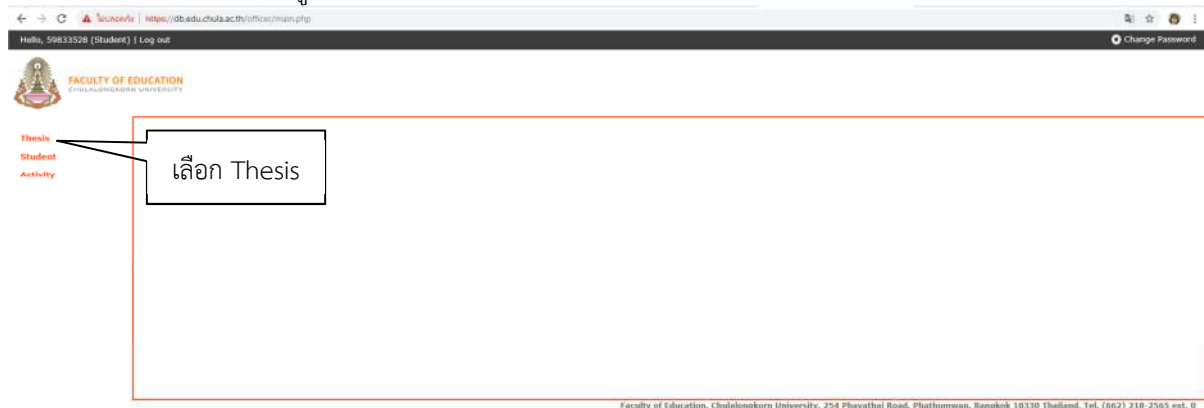 ไม่ปลอดภัย | https://db.edu.chula.ac.th/officer/main.php
Hello, 59833528 (Student) | Log out
Change Password
FACULTY OF EDUCATION
CHULALONGKORN UNIVERSITY
Thesis
Student
Activity
เลือก Thesis
Faculty of Education, Chulalongkorn University, 254 Phayathai Road, Phathumwan, Bangkok 10330 Thailand. Tel. (662) 218-2565 ext. 0